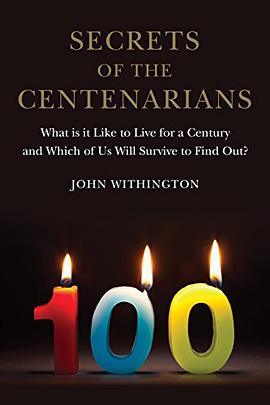 SECRETS
OF THE
CENTENARIANS
What is it Like to Live for a Century
and Which of Us Will Survive to Find Out?
JOHN WITHINGTON
100